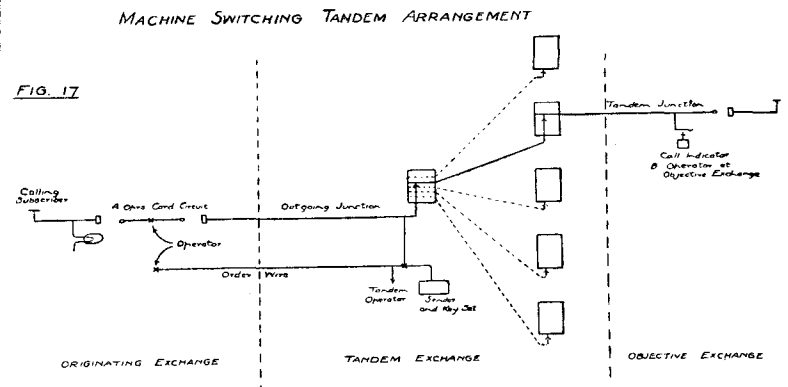 MACHINE SWITCHING TANDEM ARRANGEMENT
FIG. 17
Tandem Junction
Call Indicator
B Operator at
Objective Exchange
Calling
Subscriber
A Oprs Cord Circuit
Outgoing Junction
Operator
Order Wire
Tandem
Operator
Sender
and Key Set
ORIGINATING EXCHANGE
TANDEM EXCHANGE
OBJECTIVE EXCHANGE